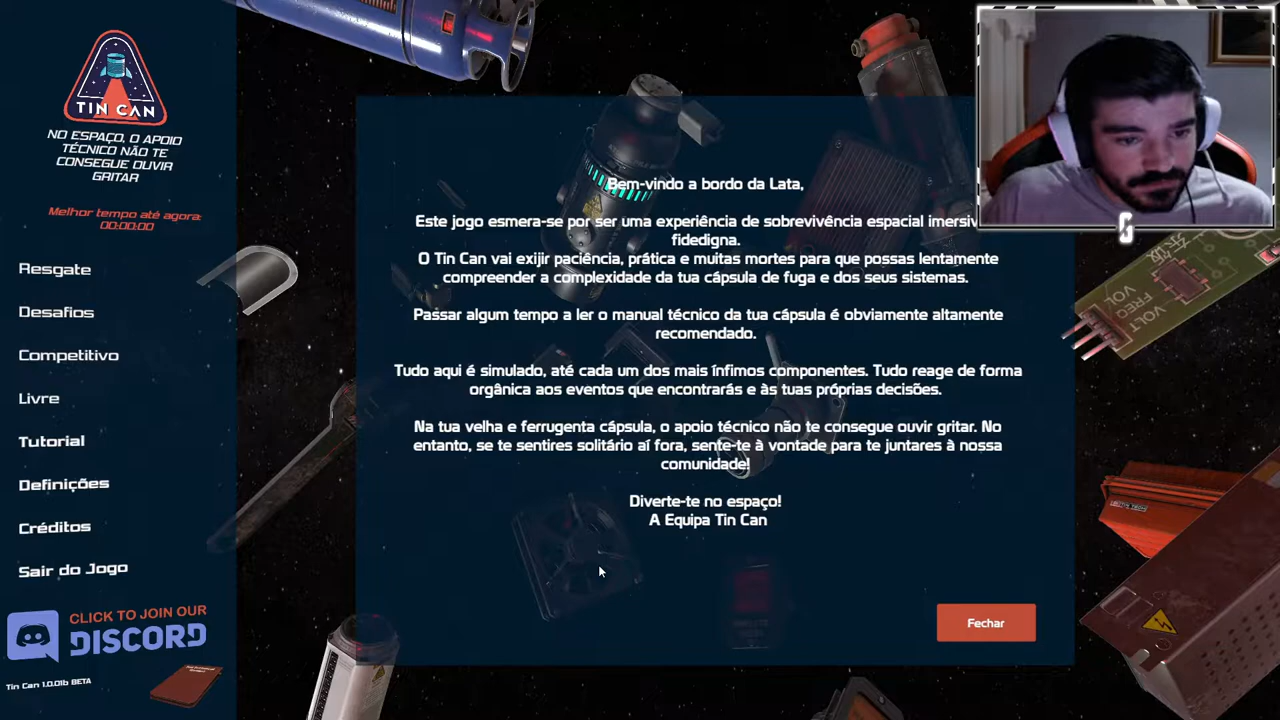 TIN CAN
NO ESPAÇO, O APOIO
TÉCNICO NÃO TE
CONSEGUE OUVIR
GRITAR
Melhor tempo até agora:
00:00:00
Resgate
Desafios
Competitivo
Livre
Tutorial
Definições
Créditos
Sair do Jogo
CLICK TO JOIN OUR
DISCORD
Tin Can 1.0.01b BETA
Bem-vindo a bordo da Lata,
Este jogo esmera-se por ser uma experiência de sobrevivência espacial
fidedigna.
O Tin Can vai exijir paciência, prática e muitas mortes para que possas lentamente
compreender a complexidade da tua cápsula de fuga e dos seus sistemas.
Passar algum tempo a ler o manual técnico da tua cápsula é obviamente altamente
recomendado.
Tudo aqui é simulado, até cada um dos mais ínfimos componentes. Tudo reage de forma
orgânica aos eventos que encontrarás e às tuas próprias decisões.
Na tua velha e ferrugenta cápsula, o apoio técnico não te consegue ouvir gritar. No
entanto, se te sentires solitário aí fora, sente-te à vontade para te juntares à nossa
comunidade!
Diverte-te no espaço!
A Equipa Tin Can
Fechar
G
FREQ
VOL
VOLT